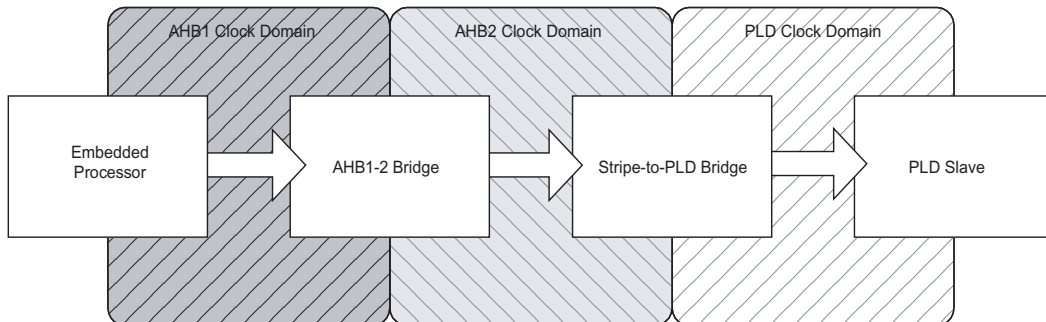 AHB1 Clock Domain
AHB2 Clock Domain
PLD Clock Domain
Embedded
Processor
AHB1-2 Bridge
Stripe-to-PLD Bridge
PLD Slave